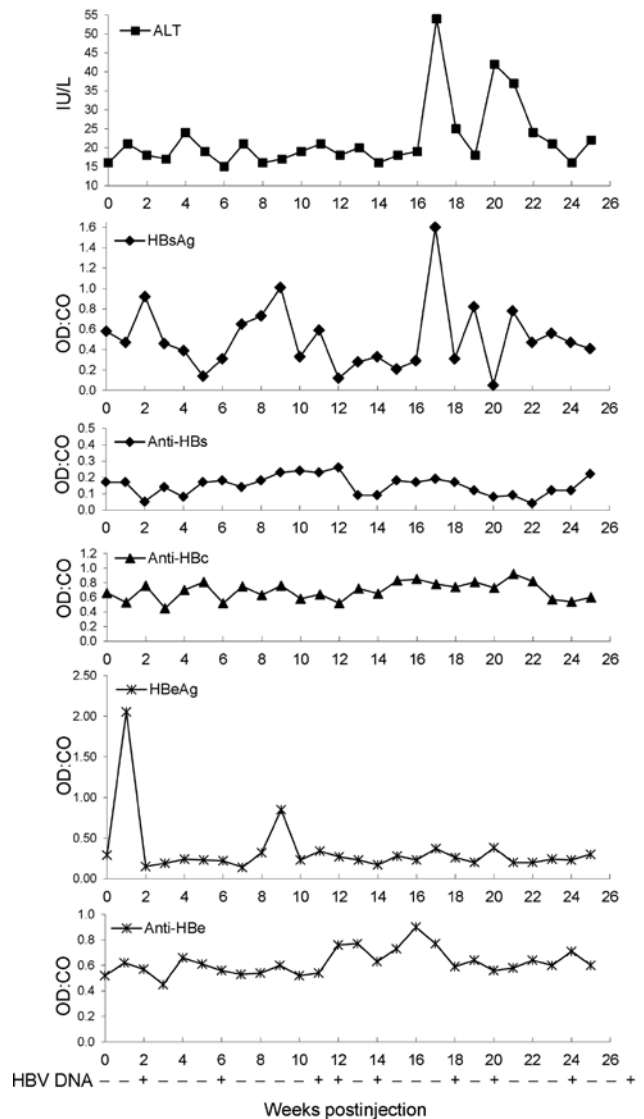 ALT
IU/L
55
50
45
40
35
30
25
20
15
10
0 2 4 6 8 10 12 14 16 18 20 22 24 26
HBsAg
OD:CO
1.6
1.4
1.2
1.0
0.8
0.6
0.4
0.2
0.0
0 2 4 6 8 10 12 14 16 18 20 22 24 26
Anti-HBs
OD:CO
0.5
0.4
0.3
0.2
0.1
0.0
0 2 4 6 8 10 12 14 16 18 20 22 24 26
Anti-HBc
OD:CO
1.2
1.0
0.8
0.6
0.4
0.2
0.0
0 2 4 6 8 10 12 14 16 18 20 22 24 26
HBeAg
OD:CO
2.00
1.50
1.00
0.50
0.00
0 2 4 6 8 10 12 14 16 18 20 22 24 26
Anti-HBe
OD:CO
1.0
0.8
0.6
0.4
0.2
0.0
0 2 4 6 8 10 12 14 16 18 20 22 24 26
HBV DNA – – + – – – + – – – – + + – + – – – + – + – – – + – – +
Weeks postinjection